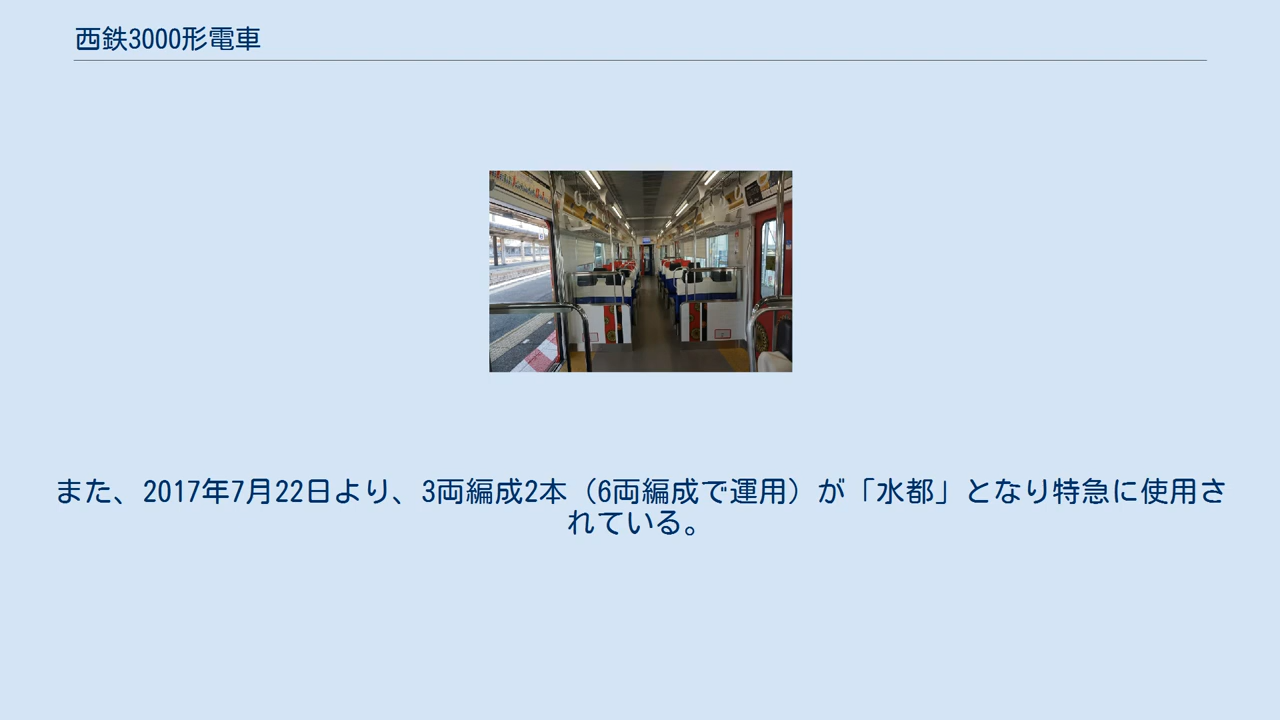 西鉄3000形電車
また、2017年7月22日より、3両編成2本（6両編成で運用）が「水都」となり特急に使用さ
れている。